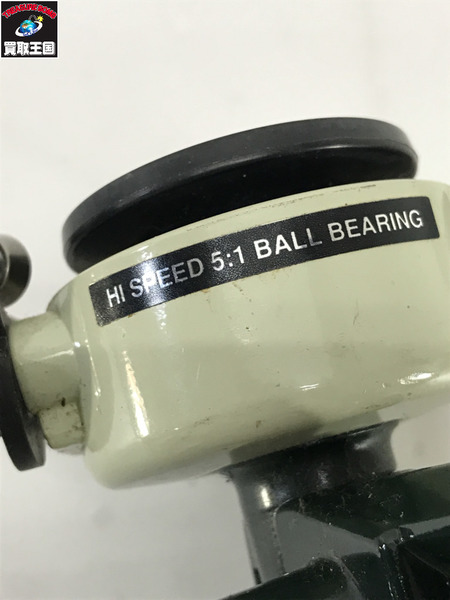 買取王国
HI SPEED 5:1 BALL BEARING